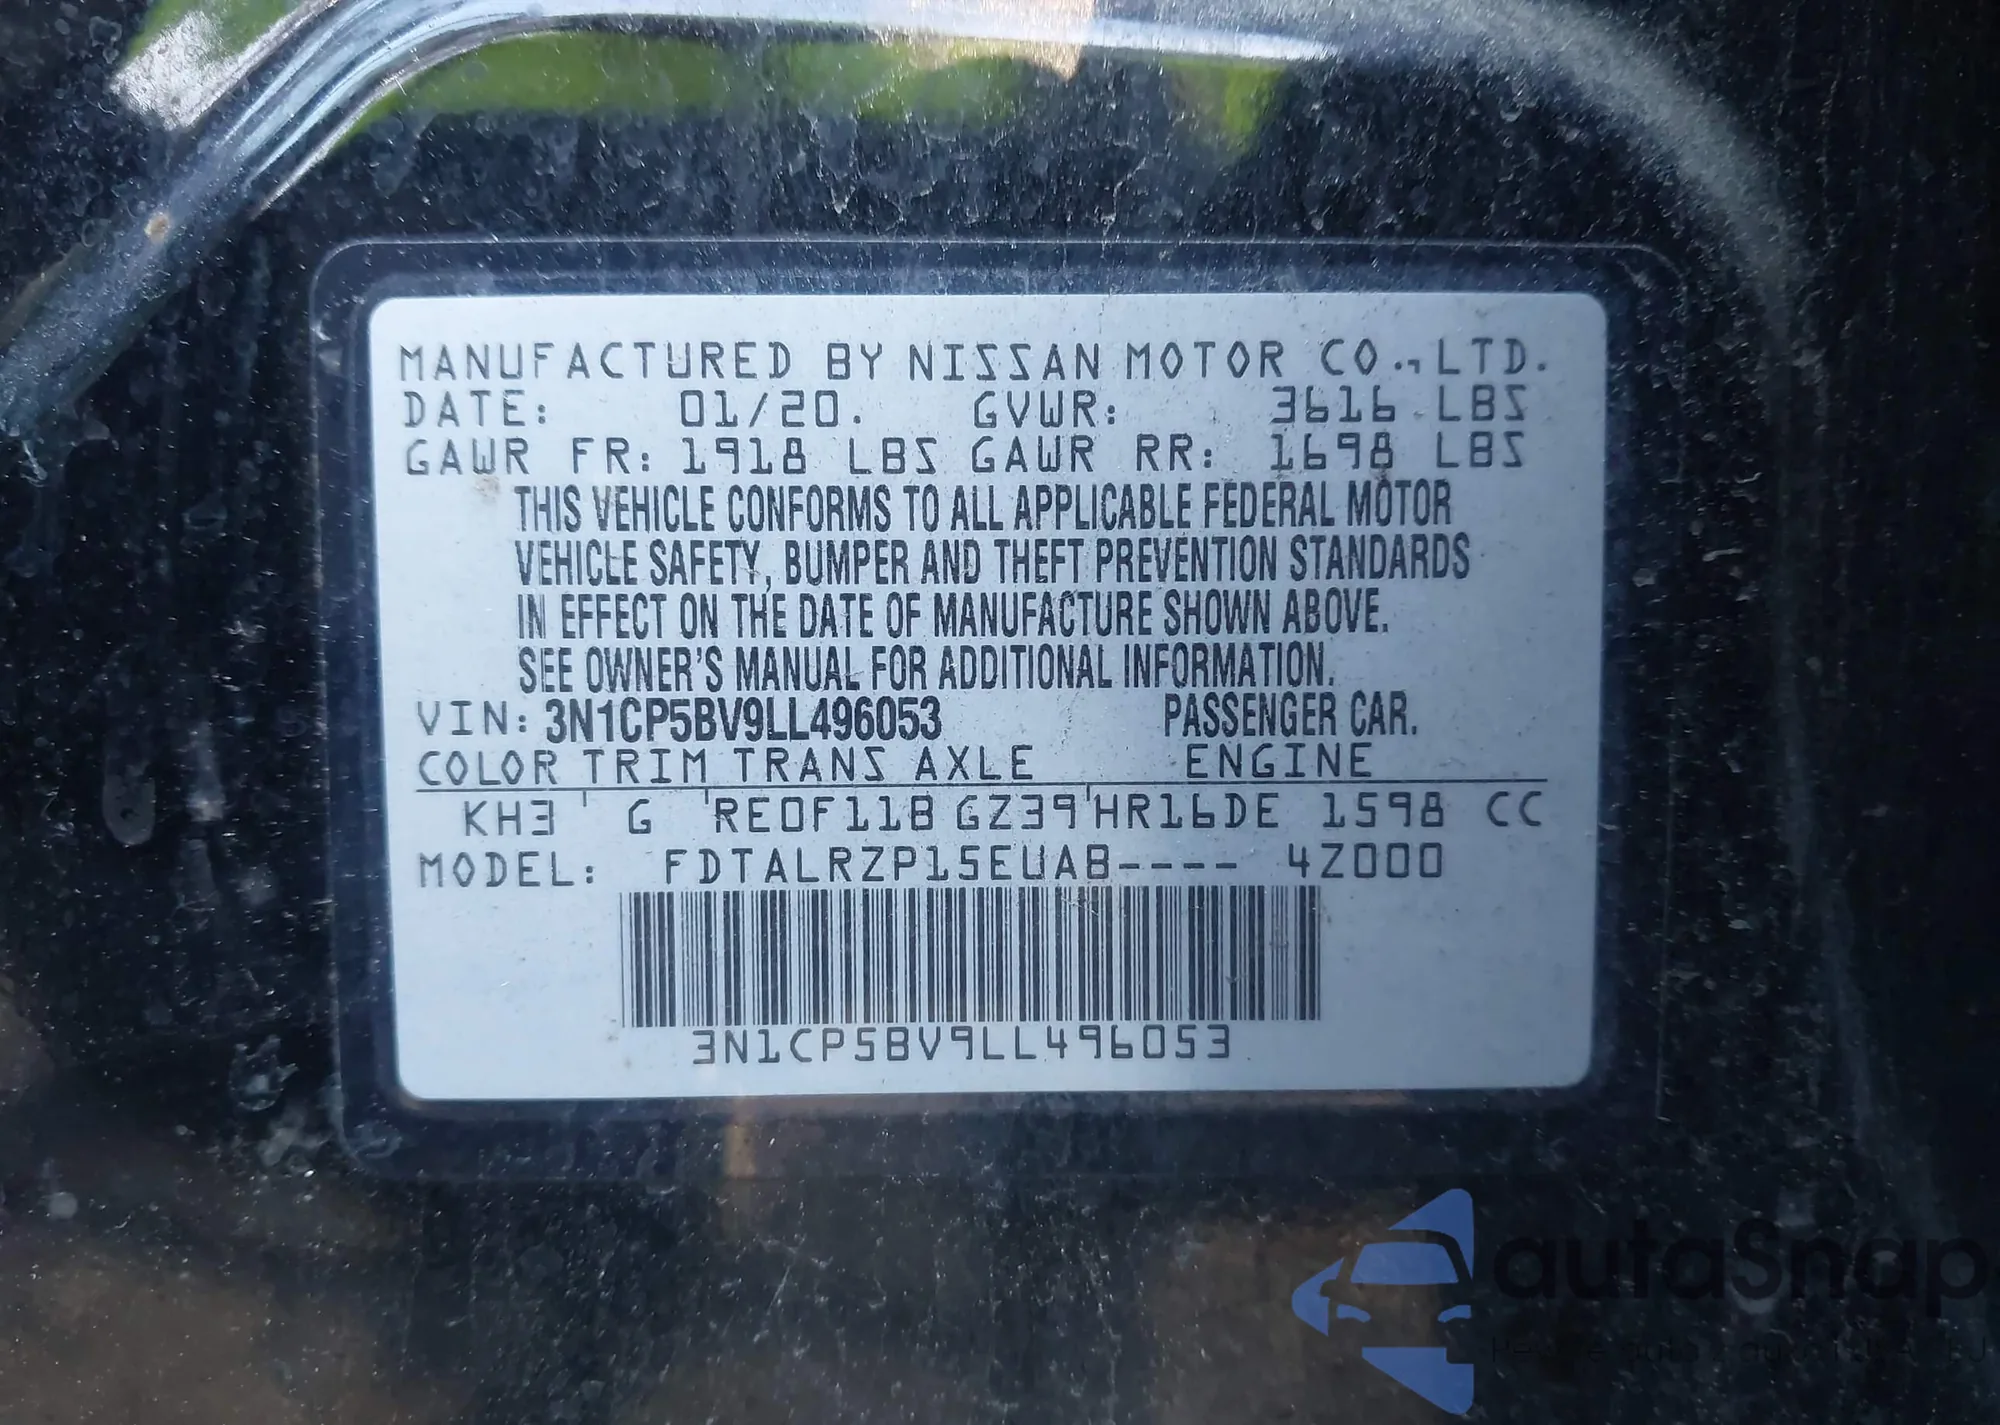 MANUFACTURED BY NISSAN MOTOR CO.,LTD.
DATE: 01/20. GVWR: 3616 LBS
GAWR FR: 1918 LBS GAWR RR: 1698 LBS
THIS VEHICLE CONFORMS TO ALL APPLICABLE FEDERAL MOTOR
VEHICLE SAFETY, BUMPER AND THEFT PREVENTION STANDARDS
IN EFFECT ON THE DATE OF MANUFACTURE SHOWN ABOVE.
SEE OWNER'S MANUAL FOR ADDITIONAL INFORMATION.
VIN: 3N1CP5BV9LL496053 PASSENGER CAR.
COLOR TRIM TRANS AXLE ENGINE
KH3 G RE0F11B GZ39 HR16DE 1598 CC
MODEL: FDTALRZP15EUAB---- 4Z000
3N1CP5BV9LL496053
autoSnap